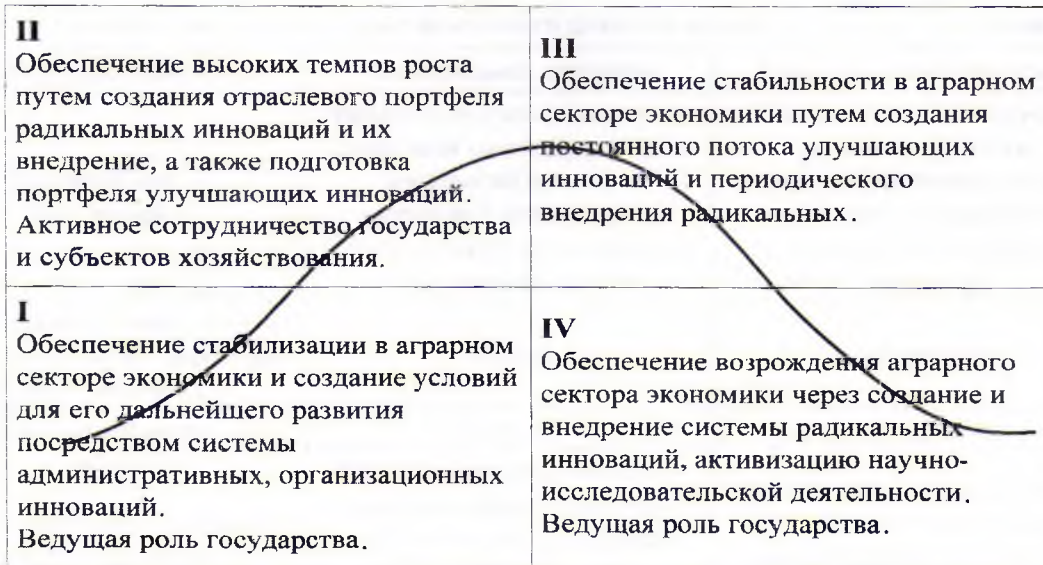 II
Обеспечение высоких темпов роста
путем создания отраслевого портфеля
радикальных инноваций и их
внедрение, а также подготовка
портфеля улучшающих инноваций.
Активное сотрудничество государства
и субъектов хозяйствования.
III
Обеспечение стабильности в аграрном
секторе экономики путем создания
постоянного потока улучшающих
инноваций и периодического
внедрения радикальных.
I
Обеспечение стабилизации в аграрном
секторе экономики и создание условий
для его дальнейшего развития
посредством системы
административных, организационных
инноваций.
Ведущая роль государства.
IV
Обеспечение возрождения аграрного
сектора экономики через создание и
внедрение системы радикальных
инноваций, активизацию научно-
исследовательской деятельности.
Ведущая роль государства.